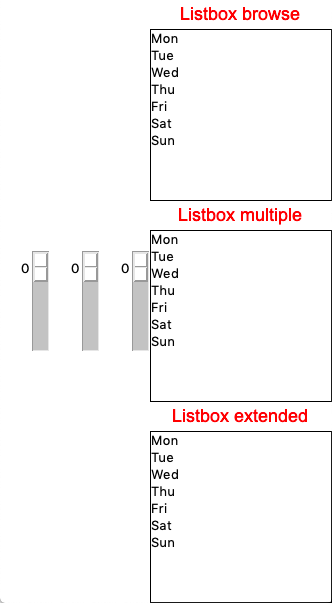 Listbox browse
Mon
Tue
Wed
Thu
Fri
Sat
Sun
Listbox multiple
Mon
Tue
Wed
Thu
Fri
Sat
Sun
0 0 0
Listbox extended
Mon
Tue
Wed
Thu
Fri
Sat
Sun